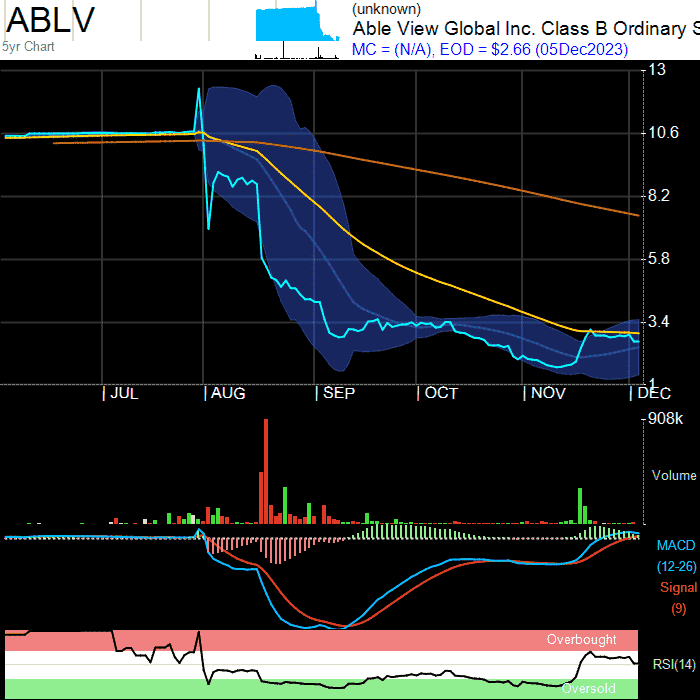 ABLV
5yr Chart
(unknown)
Able View Global Inc. Class B Ordinary S
MC = (N/A), EOD = $2.66 (05Dec2023)
13
10.6
8.2
5.8
3.4
1
JUL
AUG
SEP
OCT
NOV
DEC
908k
Volume
MACD
(12-26)
Signal
(9)
Overbought
RSI(14)
Oversold